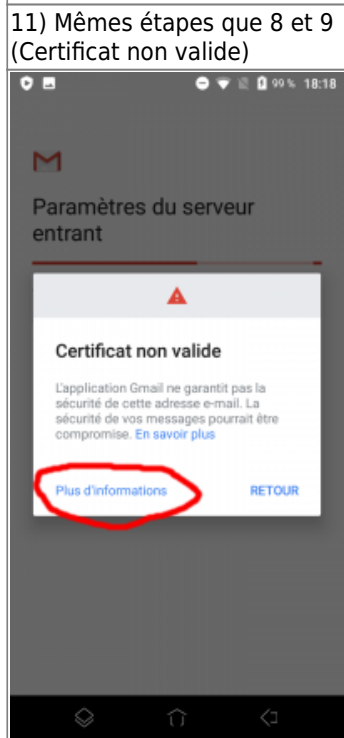 11) Mêmes étapes que 8 et 9
(Certificat non valide)
99 % 18:18
Paramètres du serveur
entrant
Certificat non valide
L'application Gmail ne garantit pas la
sécurité de cette adresse e-mail. La
sécurité de vos messages pourrait être
compromise. En savoir plus
Plus d'informations RETOUR